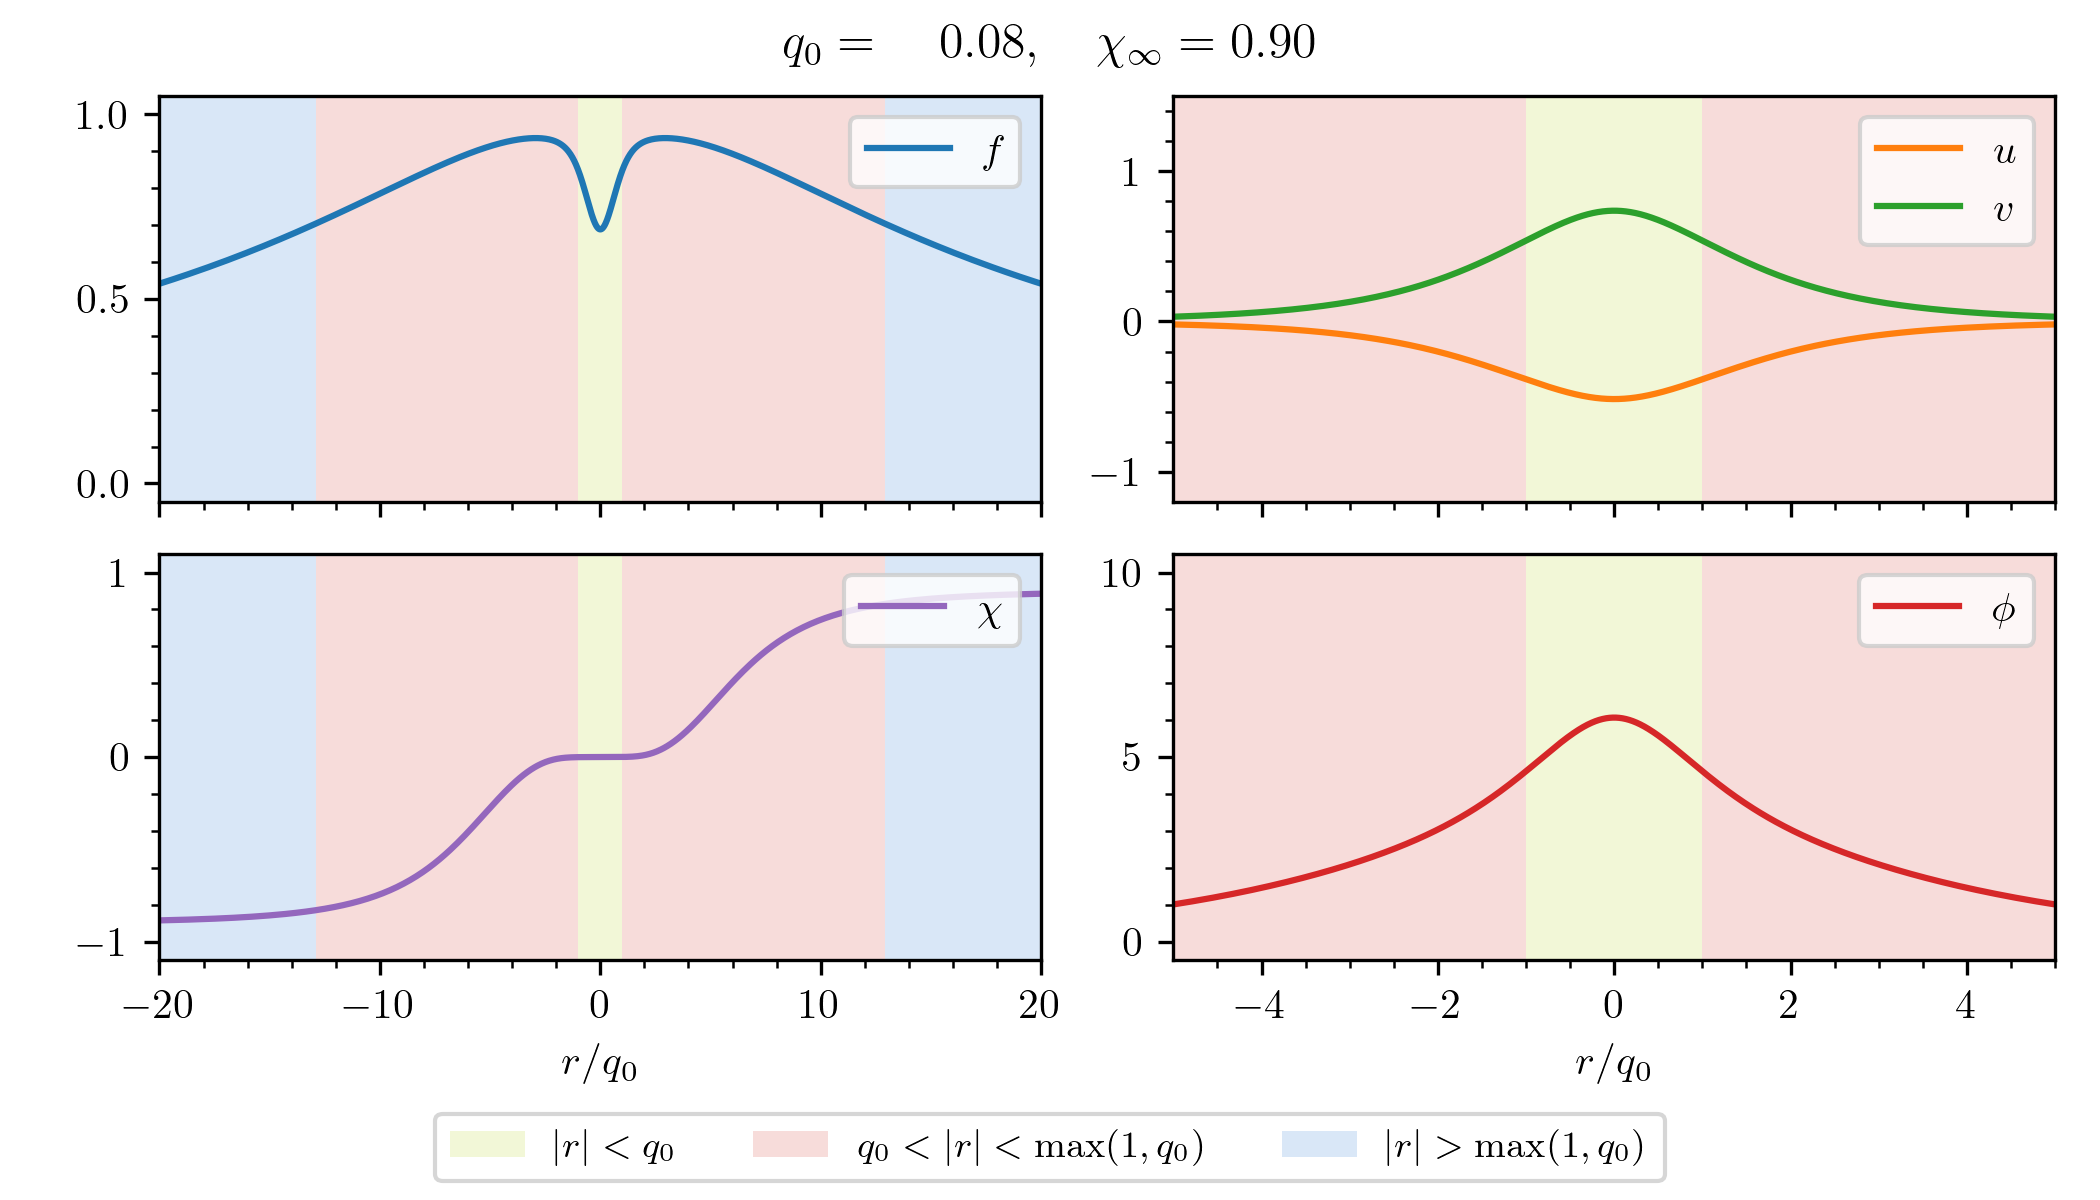 q₀ = 0.08, χ∞ = 0.90
1.0
0.5
0.0
f
1
0
−1
u
v
1
0
−1
χ
−20 −10 0 10 20
r/q₀
10
5
0
ϕ
−4 −2 0 2 4
r/q₀
|r| < q₀ q₀ < |r| < max(1, q₀) |r| > max(1, q₀)